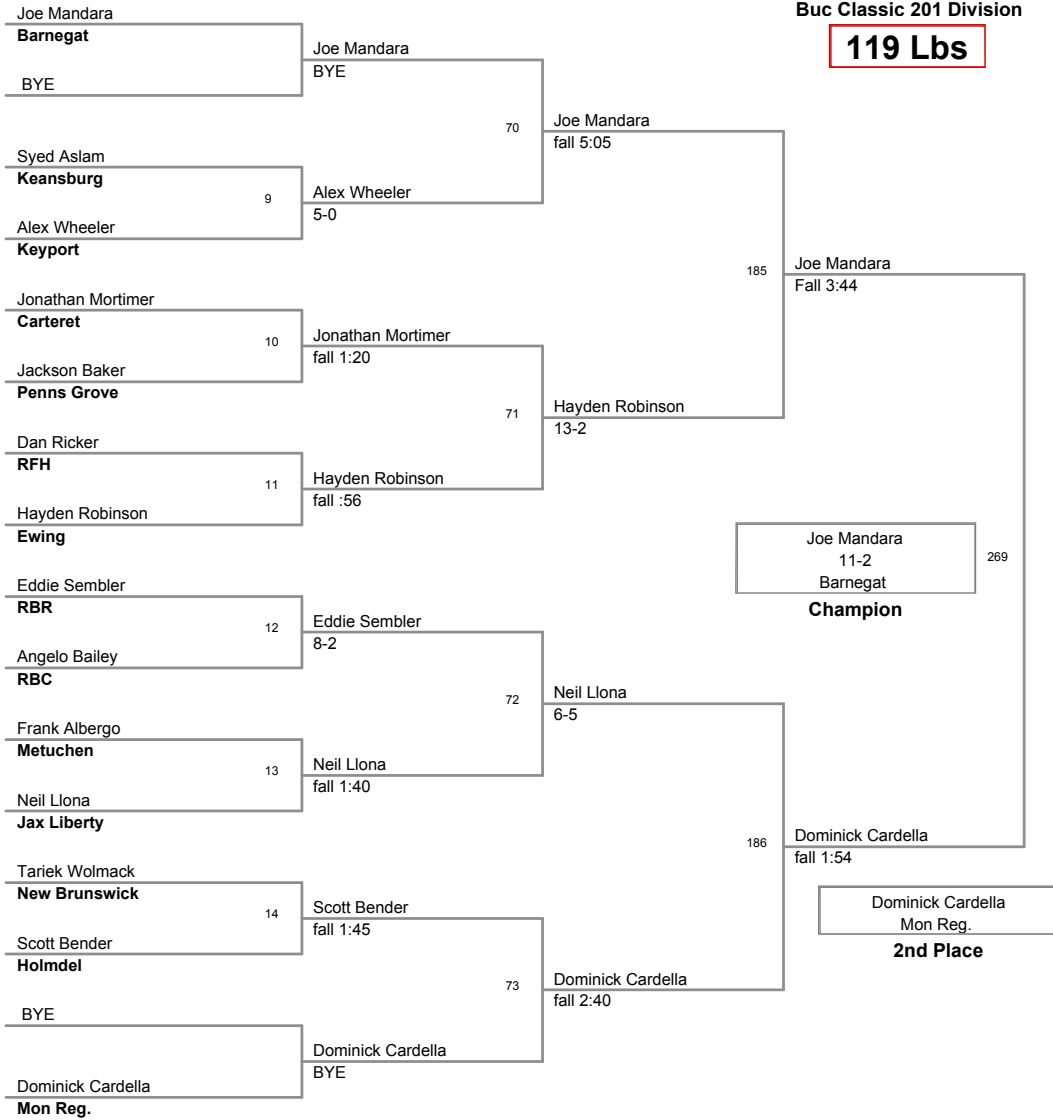 Buc Classic 201 Division
119 Lbs
Joe Mandara
Barnegat
BYE
Syed Aslam
Keansburg
9
Alex Wheeler
Keyport
Jonathan Mortimer
Carteret
10
Jackson Baker
Penns Grove
Dan Ricker
RFH
11
Hayden Robinson
Ewing
Eddie Sembler
RBR
12
Angelo Bailey
RBC
Frank Albergo
Metuchen
13
Neil Llona
Jax Liberty
Tariek Wolmack
New Brunswick
14
Scott Bender
Holmdel
BYE
Dominick Cardella
Mon Reg.
Joe Mandara
BYE
70
Alex Wheeler
5-0
Jonathan Mortimer
fall 1:20
71
Hayden Robinson
fall :56
Eddie Sembler
8-2
72
Neil Llona
fall 1:40
Scott Bender
fall 1:45
73
Dominick Cardella
BYE
Joe Mandara
fall 5:05
185
Hayden Robinson
13-2
Neil Llona
6-5
186
Dominick Cardella
fall 2:40
Joe Mandara
Fall 3:44
Dominick Cardella
fall 1:54
Joe Mandara
11-2
Barnegat
269
Champion
Dominick Cardella
Mon Reg.
2nd Place